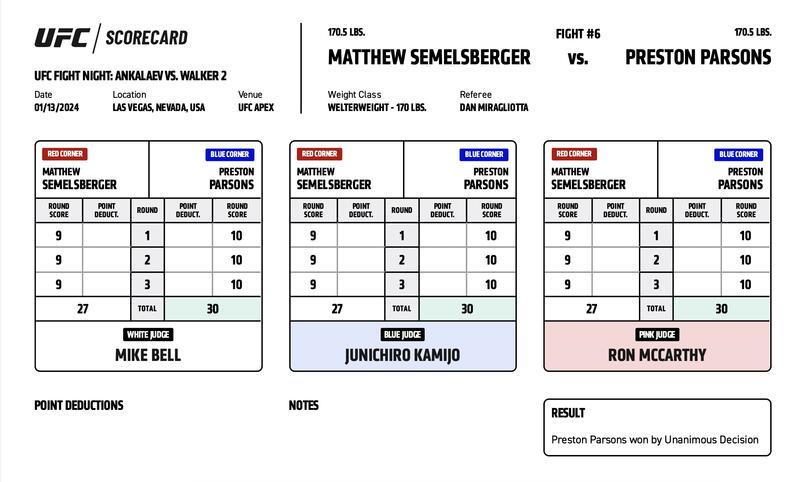 UFC / SCORECARD
UFC FIGHT NIGHT: ANKALAEV VS. WALKER 2
Date Location Venue
01/13/2024 LAS VEGAS, NEVADA, USA UFC APEX
170.5 LBS. FIGHT #6 170.5 LBS.
MATTHEW SEMELSBERGER VS. PRESTON PARSONS
Weight Class Referee
WELTERWEIGHT - 170 LBS. DAN MIRAGLIOTTA
RED CORNER BLUE CORNER
MATTHEW PRESTON
SEMELSBERGER PARSONS
ROUND SCORE POINT DEDUCT. ROUND POINT DEDUCT. ROUND SCORE
9 1 10
9 2 10
9 3 10
27 TOTAL 30
WHITE JUDGE
MIKE BELL
RED CORNER BLUE CORNER
MATTHEW PRESTON
SEMELSBERGER PARSONS
ROUND SCORE POINT DEDUCT. ROUND POINT DEDUCT. ROUND SCORE
9 1 10
9 2 10
9 3 10
27 TOTAL 30
BLUE JUDGE
JUNICHIRO KAMIJO
RED CORNER BLUE CORNER
MATTHEW PRESTON
SEMELSBERGER PARSONS
ROUND SCORE POINT DEDUCT. ROUND POINT DEDUCT. ROUND SCORE
9 1 10
9 2 10
9 3 10
27 TOTAL 30
PINK JUDGE
RON MCCARTHY
POINT DEDUCTIONS
NOTES
RESULT
Preston Parsons won by Unanimous Decision